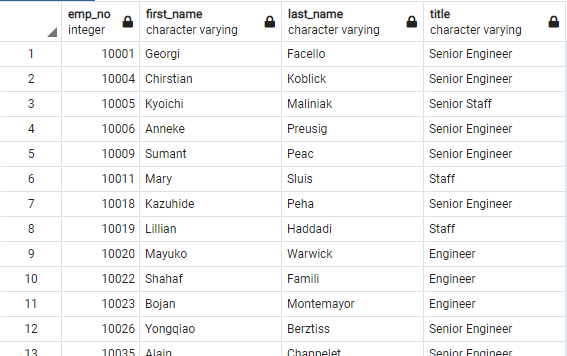 emp_no first_name last_name title
integer character varying character varying character varying
1 10001 Georgi Facello Senior Engineer
2 10004 Chirstian Koblick Senior Engineer
3 10005 Kyoichi Maliniak Senior Staff
4 10006 Anneke Preusig Senior Engineer
5 10009 Sumant Peac Senior Engineer
6 10011 Mary Sluis Staff
7 10018 Kazuhide Peha Senior Engineer
8 10019 Lillian Haddadi Staff
9 10020 Mayuko Warwick Engineer
10 10022 Shahaf Famili Engineer
11 10023 Bojan Montemayor Engineer
12 10026 Yongqiao Berztiss Senior Engineer
13 10035 Alain Chappelet Senior Engineer